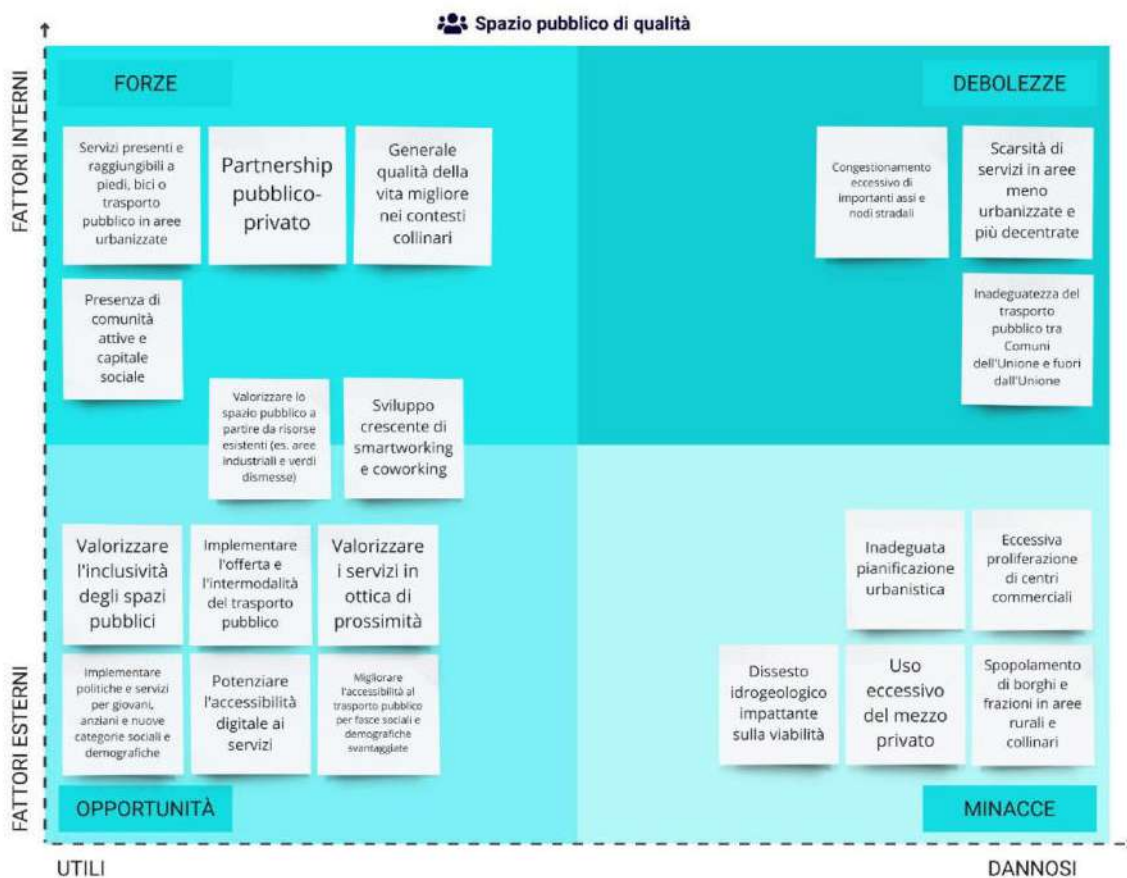 Spazio pubblico di qualità
FATTORI INTERNI
FORZE
Servizi presenti e
raggiungibili a
piedi, bici o
trasporto
pubblico in aree
urbanizzate
Partnership
pubblico-
privato
Generale
qualità della
vita migliore
nei contesti
collinari
Presenza di
comunità
attive e
capitale
sociale
Valorizzare lo
spazio pubblico a
partire da risorse
esistenti (es. aree
industriali e verdi
dismesse)
Sviluppo
crescente di
smartworking
e coworking
DEBOLEZZE
Congestionamento
eccessivo di
importanti assi e
nodi stradali
Scarsità di
servizi in aree
meno
urbanizzate e
più decentrate
Inadeguatezza del
trasporto
pubblico tra
Comuni
dell'Unione e fuori
dall'Unione
FATTORI ESTERNI
Valorizzare
l'inclusività
degli spazi
pubblici
Implementare
l'offerta e
l'intermodalità
del trasporto
pubblico
Valorizzare
i servizi in
ottica di
prossimità
Implementare
politiche e servizi
per giovani,
anziani e nuove
categorie sociali e
demografiche
Potenziare
l'accessibilità
digitale ai
servizi
Migliorare
l'accessibilità al
trasporto pubblico
per fasce sociali e
demografiche
svantaggiate
OPPORTUNITÀ
Inadeguata
pianificazione
urbanistica
Eccessiva
proliferazione
di centri
commerciali
Dissesto
idrogeologico
impattante
sulla viabilità
Uso
eccessivo
del mezzo
privato
Spopolamento
di borghi e
frazioni in aree
rurali e
collinari
MINACCE
UTILI
DANNOSI